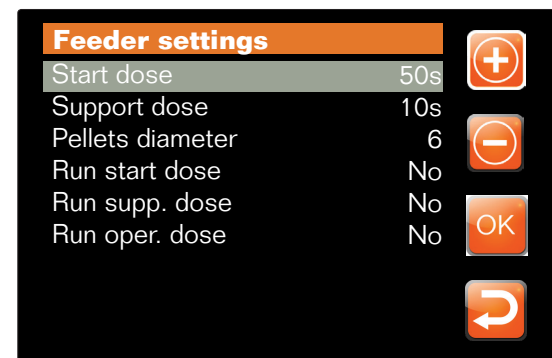 Feeder settings
Start dose 50s
Support dose 10s
Pellets diameter 6
Run start dose No
Run supp. dose No
Run oper. dose No
OK